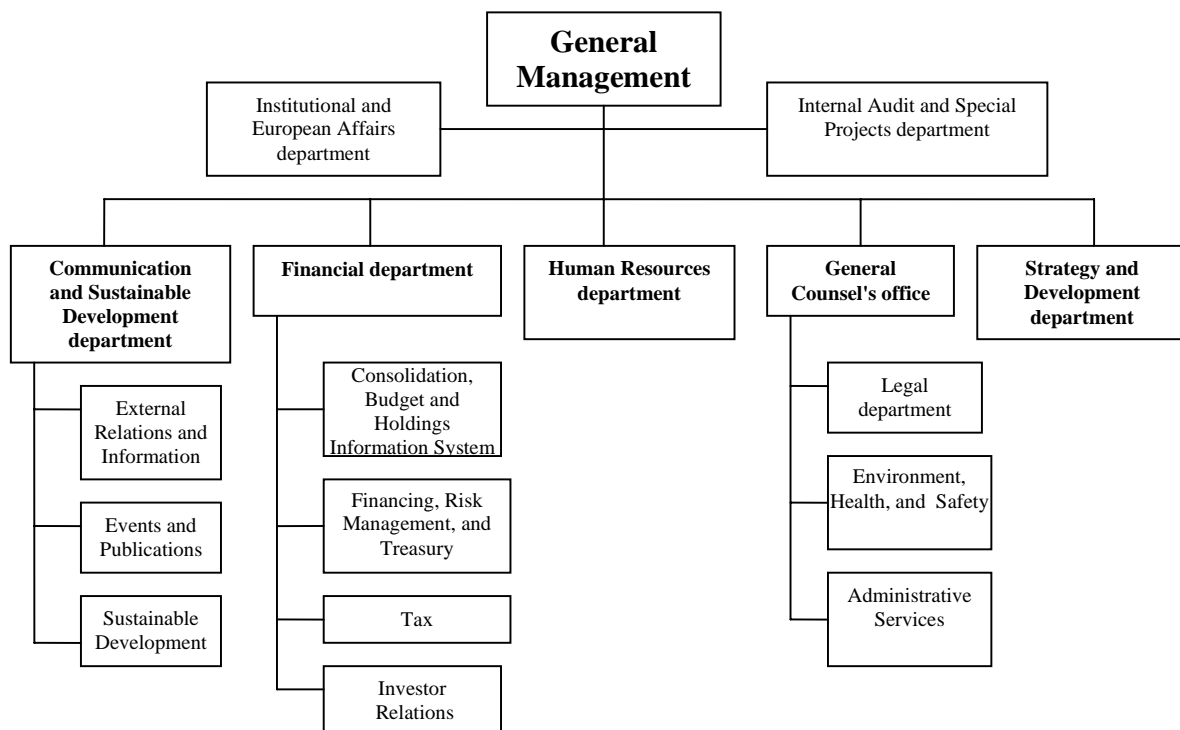 General
Management
Institutional and
European Affairs
department
Internal Audit and Special
Projects department
Communication
and Sustainable
Development
department
Financial department
Human Resources
department
General
Counsel's office
Strategy and
Development
department
External
Relations and
Information
Events and
Publications
Sustainable
Development
Consolidation,
Budget and
Holdings
Information System
Financing, Risk
Management, and
Treasury
Tax
Investor
Relations
Legal
department
Environment,
Health, and  Safety
Administrative
Services